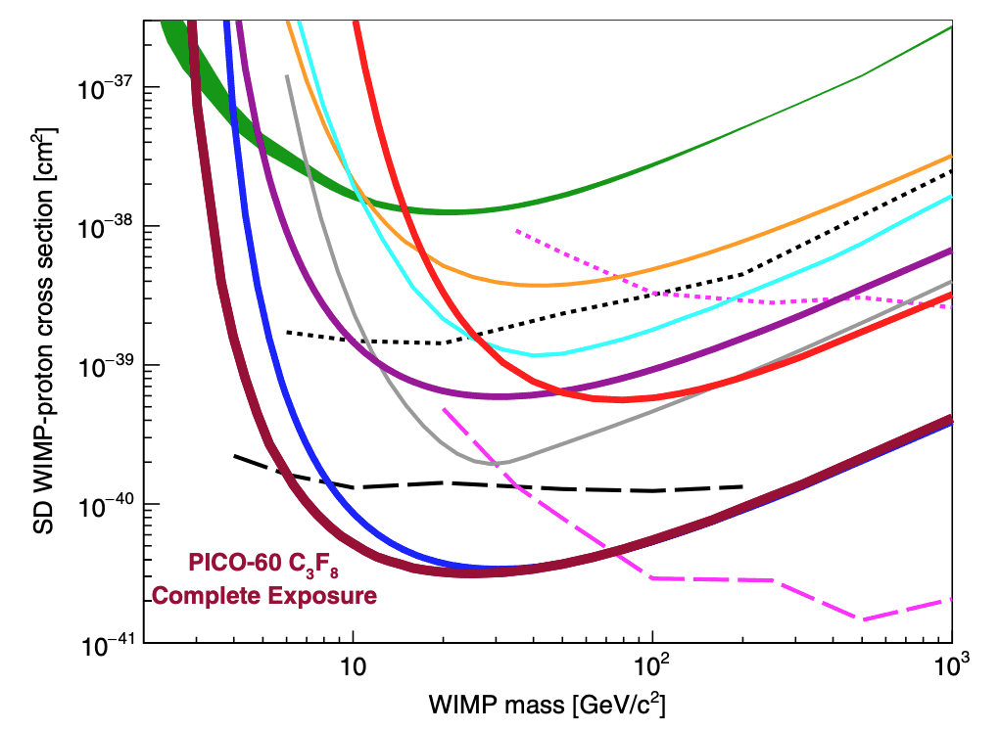 SD WIMP-proton cross section [cm²]
10⁻³⁷
10⁻³⁸
10⁻³⁹
10⁻⁴⁰
10⁻⁴¹
PICO-60 C₃F₈
Complete Exposure
10
10²
10³
WIMP mass [GeV/c²]